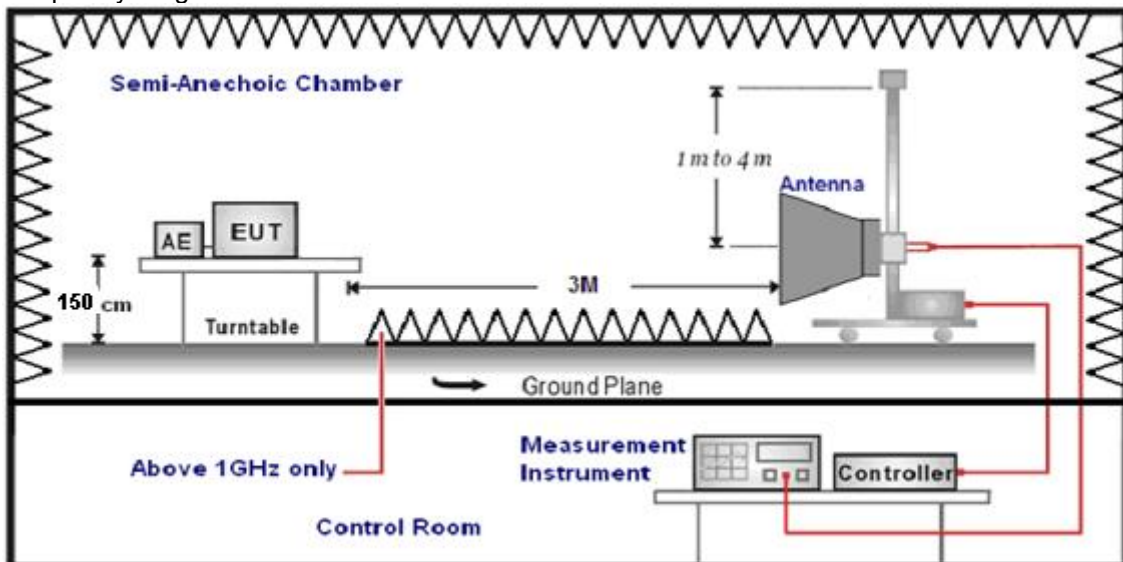 Semi-Anechoic Chamber
1 m to 4 m
Antenna
AE
EUT
3M
150 cm
Turntable
Ground Plane
Above 1GHz only
Measurement
Instrument
Controller
Control Room